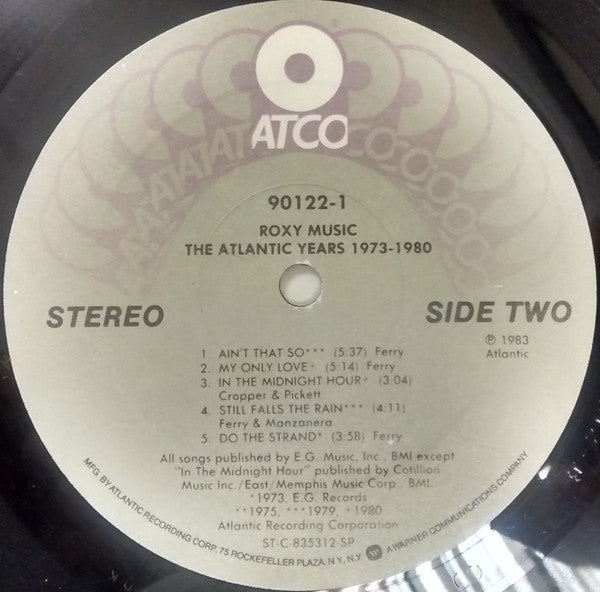 ATCO
90122-1
ROXY MUSIC
THE ATLANTIC YEARS 1973-1980
STEREO
SIDE TWO
℗ 1983
Atlantic
1. AIN'T THAT SO*** (5:37) Ferry
2. MY ONLY LOVE+ (5:14) Ferry
3. IN THE MIDNIGHT HOUR+ (3:04)
Cropper & Pickett
4. STILL FALLS THE RAIN*** (4:11)
Ferry & Manzanera
5. DO THE STRAND* (3:58) Ferry
All songs published by E.G. Music, Inc., BMI except
"In The Midnight Hour" published by Cotillion
Music Inc./East/Memphis Music Corp., BMI.
*1973, E.G. Records
**1975, ***1979, +1980
Atlantic Recording Corporation
ST-C-835312-SP
MFG. BY ATLANTIC RECORDING CORP. 75 ROCKEFELLER PLAZA, N.Y., N.Y. A WARNER COMMUNICATIONS COMPANY